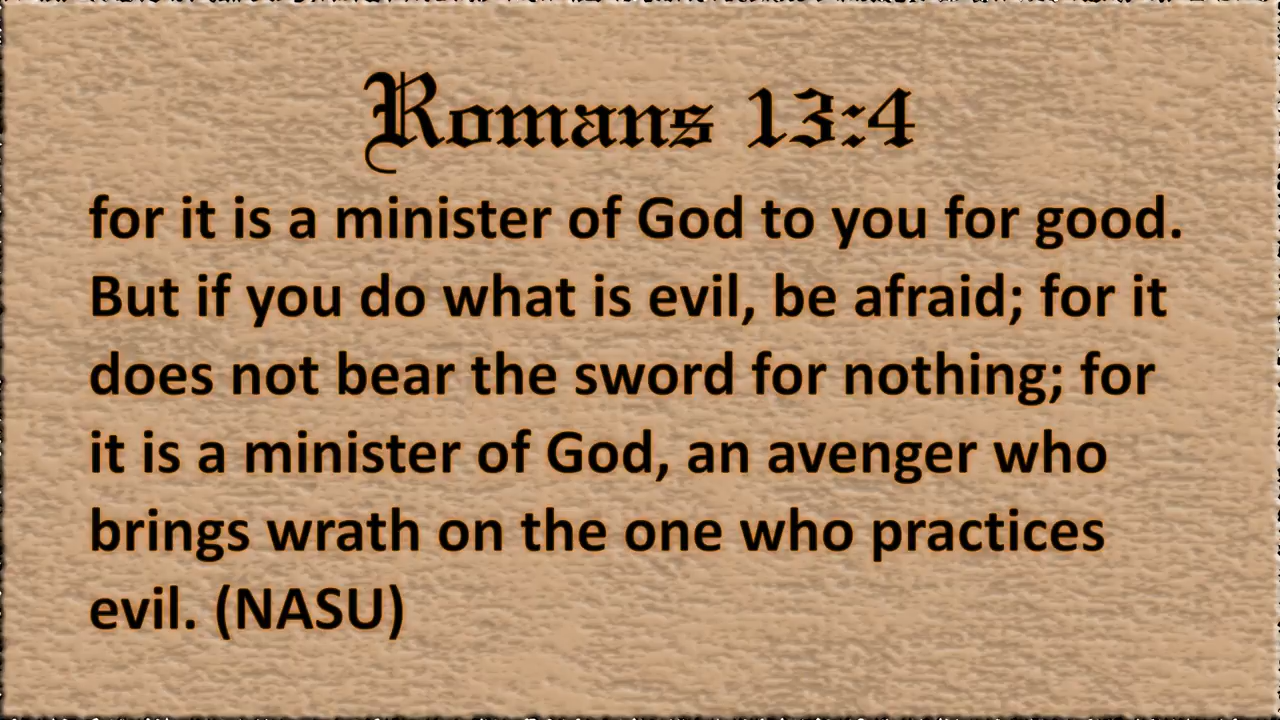 Romans 13:4
for it is a minister of God to you for good.
But if you do what is evil, be afraid; for it
does not bear the sword for nothing; for
it is a minister of God, an avenger who
brings wrath on the one who practices
evil. (NASU)